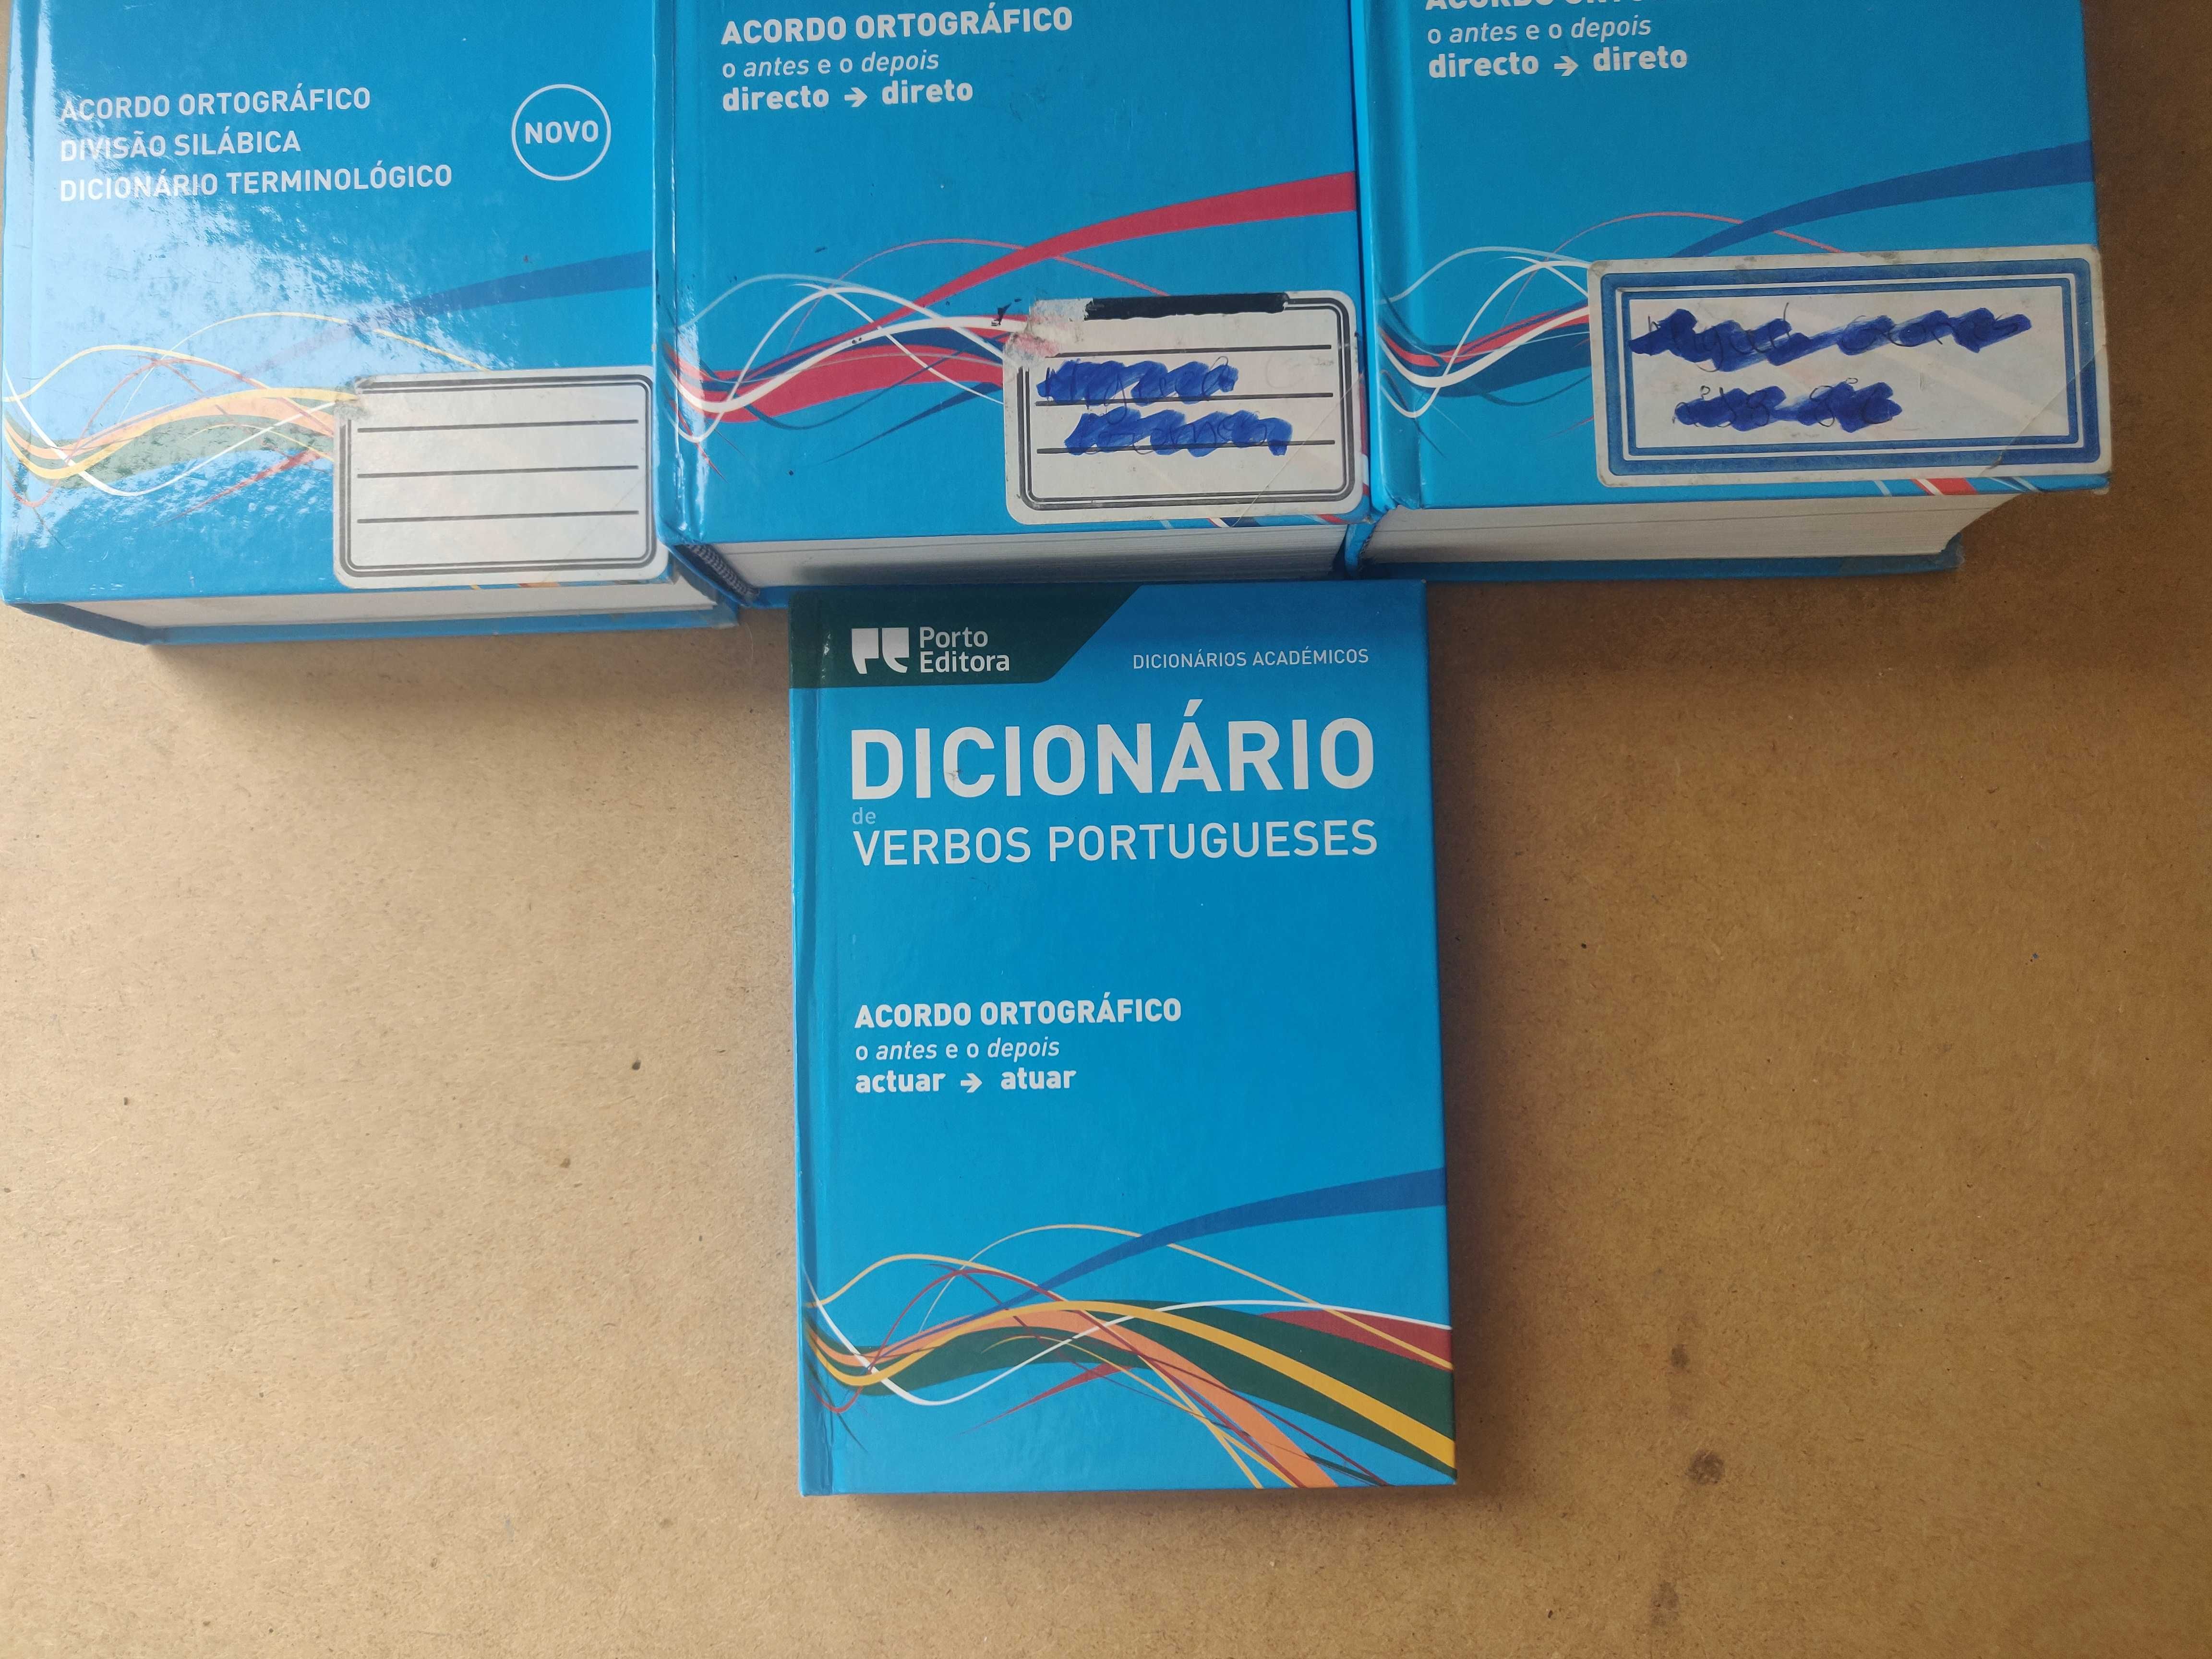 ACORDO ORTOGRÁFICO
DIVISÃO SILÁBICA
DICIONÁRIO TERMINOLÓGICO
NOVO
ACORDO ORTOGRÁFICO
o antes e o depois
directo → direto
ACORDO
o antes e o depois
directo → direto
Porto
Editora
DICIONÁRIOS ACADÉMICOS
DICIONÁRIO
de
VERBOS PORTUGUESES
ACORDO ORTOGRÁFICO
o antes e o depois
actuar → atuar